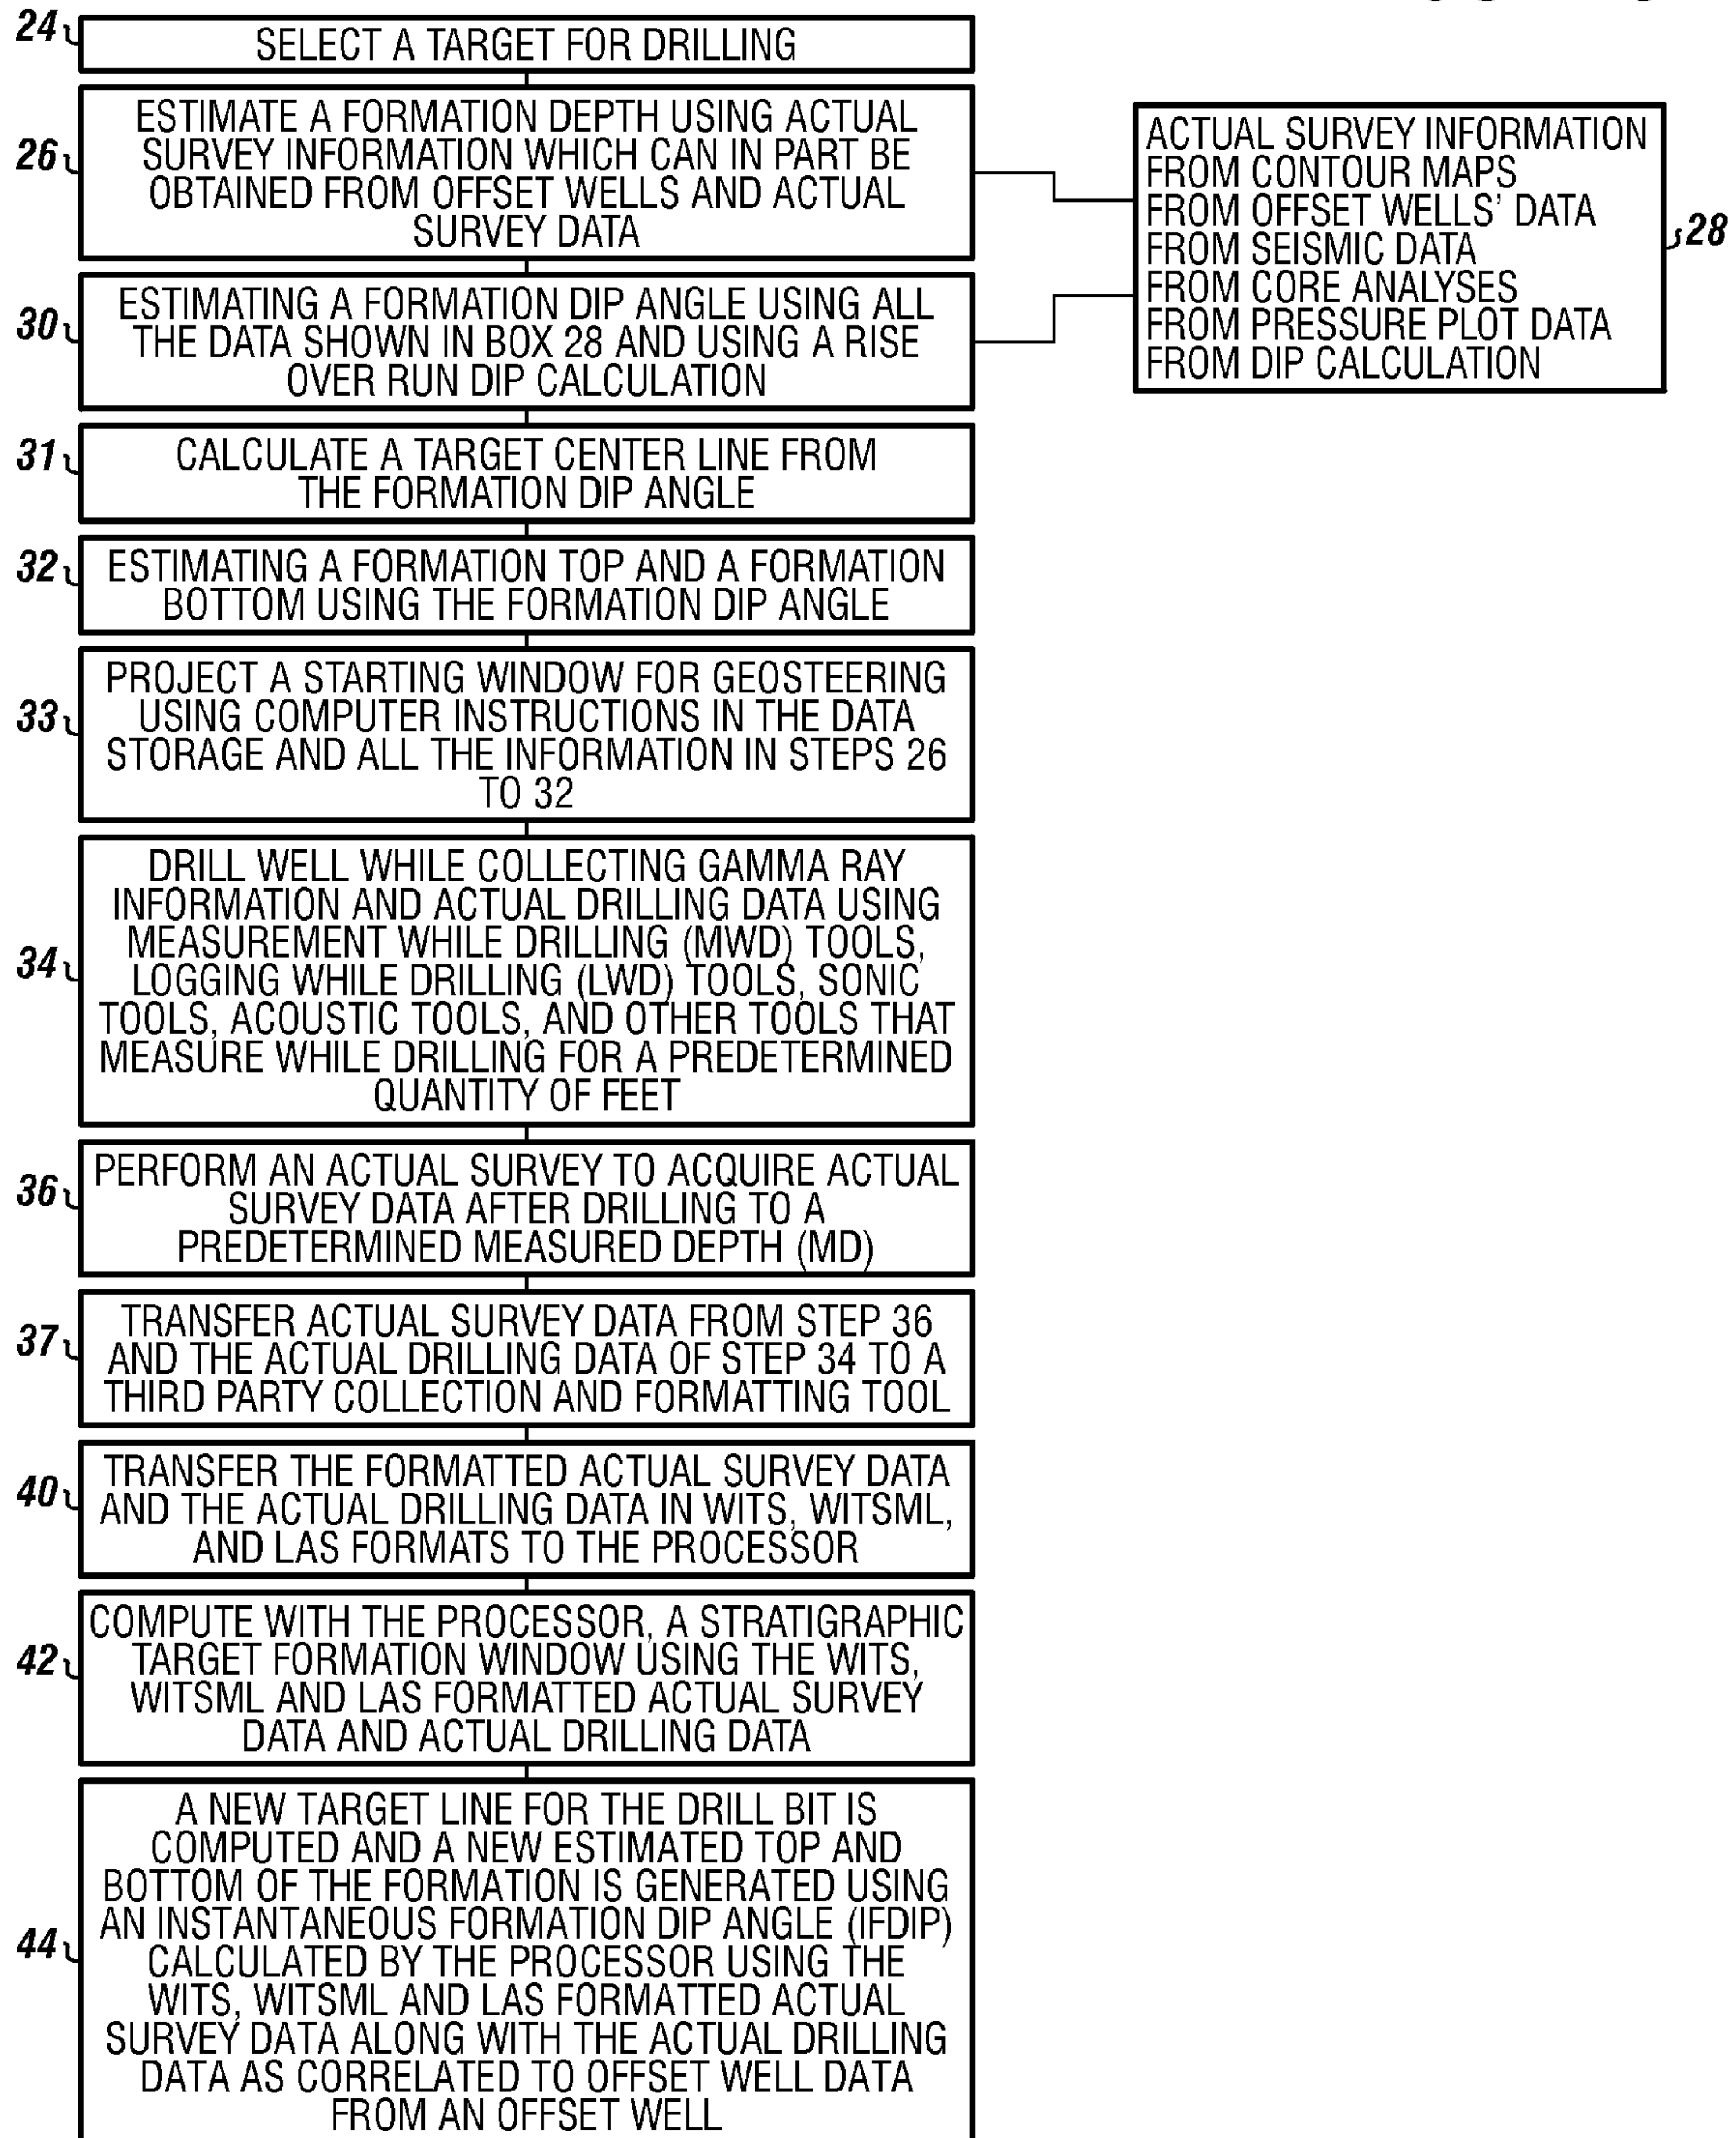 24
SELECT A TARGET FOR DRILLING
26
ESTIMATE A FORMATION DEPTH USING ACTUAL
SURVEY INFORMATION WHICH CAN IN PART BE
OBTAINED FROM OFFSET WELLS AND ACTUAL
SURVEY DATA
ACTUAL SURVEY INFORMATION
FROM CONTOUR MAPS
FROM OFFSET WELLS' DATA
FROM SEISMIC DATA
FROM CORE ANALYSES
FROM PRESSURE PLOT DATA
FROM DIP CALCULATION
28
30
ESTIMATING A FORMATION DIP ANGLE USING ALL
THE DATA SHOWN IN BOX 28 AND USING A RISE
OVER RUN DIP CALCULATION
31
CALCULATE A TARGET CENTER LINE FROM
THE FORMATION DIP ANGLE
32
ESTIMATING A FORMATION TOP AND A FORMATION
BOTTOM USING THE FORMATION DIP ANGLE
33
PROJECT A STARTING WINDOW FOR GEOSTEERING
USING COMPUTER INSTRUCTIONS IN THE DATA
STORAGE AND ALL THE INFORMATION IN STEPS 26
TO 32
34
DRILL WELL WHILE COLLECTING GAMMA RAY
INFORMATION AND ACTUAL DRILLING DATA USING
MEASUREMENT WHILE DRILLING (MWD) TOOLS,
LOGGING WHILE DRILLING (LWD) TOOLS, SONIC
TOOLS, ACOUSTIC TOOLS, AND OTHER TOOLS THAT
MEASURE WHILE DRILLING FOR A PREDETERMINED
QUANTITY OF FEET
36
PERFORM AN ACTUAL SURVEY TO ACQUIRE ACTUAL
SURVEY DATA AFTER DRILLING TO A
PREDETERMINED MEASURED DEPTH (MD)
37
TRANSFER ACTUAL SURVEY DATA FROM STEP 36
AND THE ACTUAL DRILLING DATA OF STEP 34 TO A
THIRD PARTY COLLECTION AND FORMATTING TOOL
40
TRANSFER THE FORMATTED ACTUAL SURVEY DATA
AND THE ACTUAL DRILLING DATA IN WITS, WITSML,
AND LAS FORMATS TO THE PROCESSOR
42
COMPUTE WITH THE PROCESSOR, A STRATIGRAPHIC
TARGET FORMATION WINDOW USING THE WITS,
WITSML AND LAS FORMATTED ACTUAL SURVEY
DATA AND ACTUAL DRILLING DATA
44
A NEW TARGET LINE FOR THE DRILL BIT IS
COMPUTED AND A NEW ESTIMATED TOP AND
BOTTOM OF THE FORMATION IS GENERATED USING
AN INSTANTANEOUS FORMATION DIP ANGLE (IFDIP)
CALCULATED BY THE PROCESSOR USING THE
WITS, WITSML AND LAS FORMATTED ACTUAL
SURVEY DATA ALONG WITH THE ACTUAL DRILLING
DATA AS CORRELATED TO OFFSET WELL DATA
FROM AN OFFSET WELL